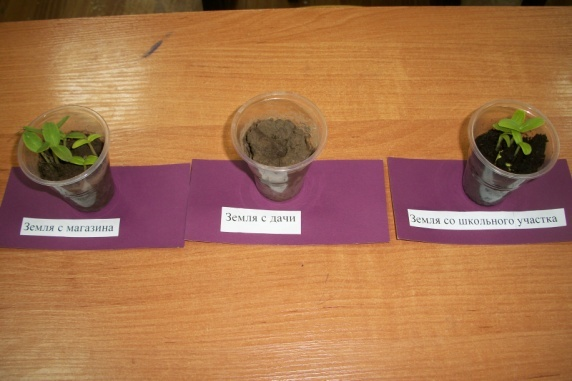 Земля с магазина
Земля с дачи
Земля со школьного участка